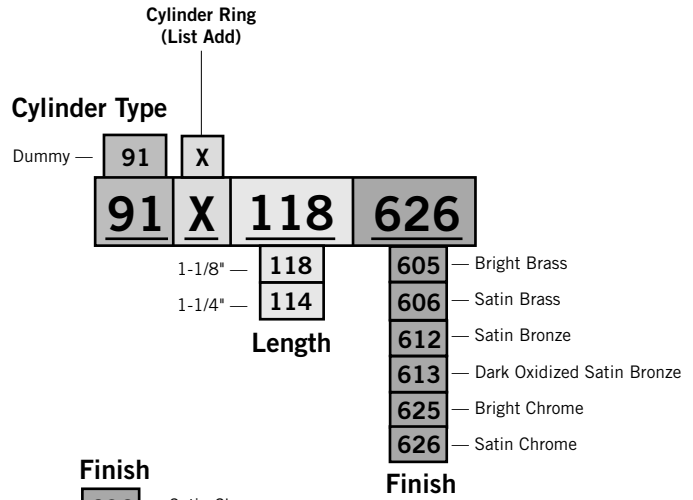 Cylinder Ring
(List Add)
Cylinder Type
Dummy — 91 X
91 X 118 626
1-1/8" — 118
1-1/4" — 114
Length
605 — Bright Brass
606 — Satin Brass
612 — Satin Bronze
613 — Dark Oxidized Satin Bronze
625 — Bright Chrome
626 — Satin Chrome
Finish
Finish